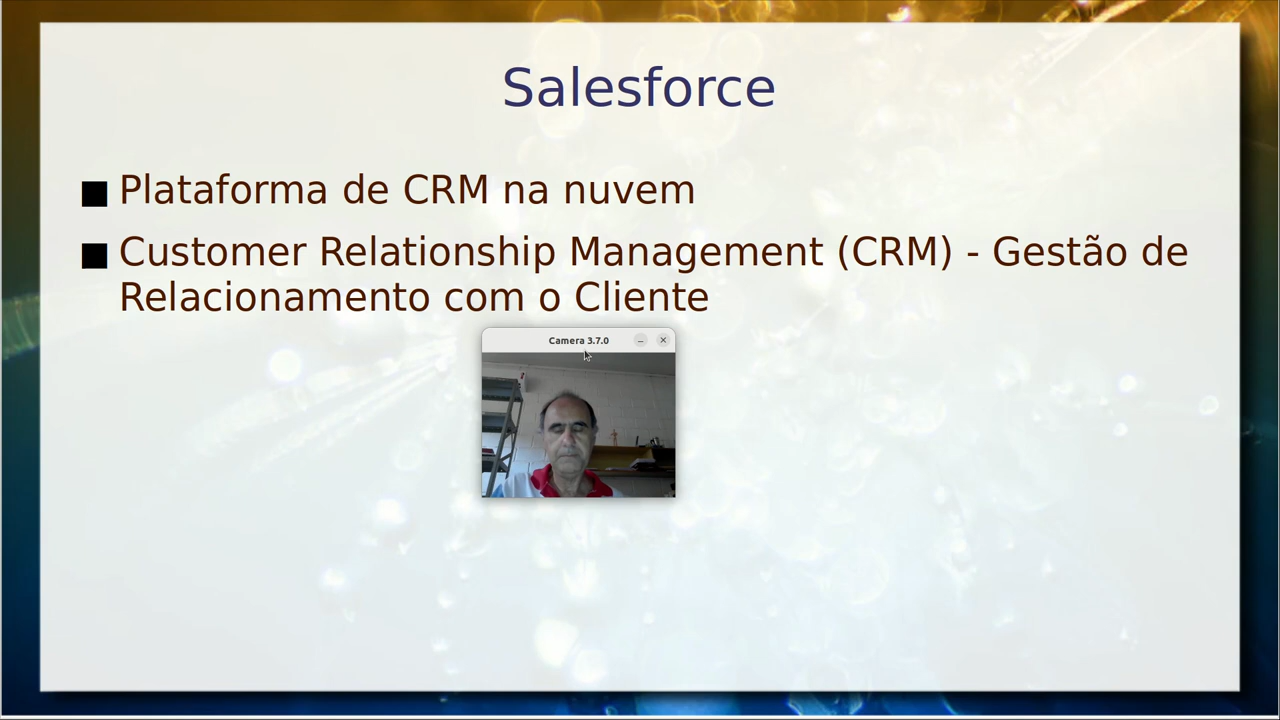 Salesforce
Plataforma de CRM na nuvem
Customer Relationship Management (CRM) - Gestão de
Relacionamento com o Cliente
Camera 3.7.0